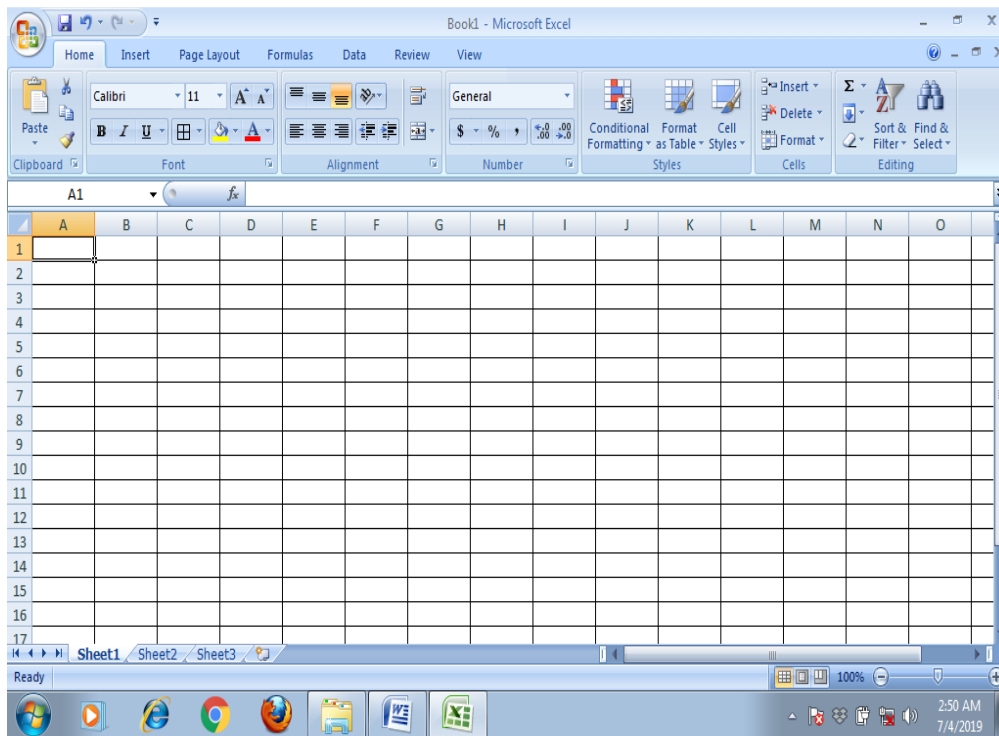 Book1 - Microsoft Excel
Home Insert Page Layout Formulas Data Review View
Calibri 11 General Insert Σ
Paste B I U $ % , Conditional Formatting Format as Table Cell Styles Delete Sort & Filter Find & Select
Format
Clipboard Font Alignment Number Styles Cells Editing
A1 fx
A B C D E F G H I J K L M N O
1
2
3
4
5
6
7
8
9
10
11
12
13
14
15
16
17
Sheet1 Sheet2 Sheet3
Ready 100%
2:50 AM
7/4/2019